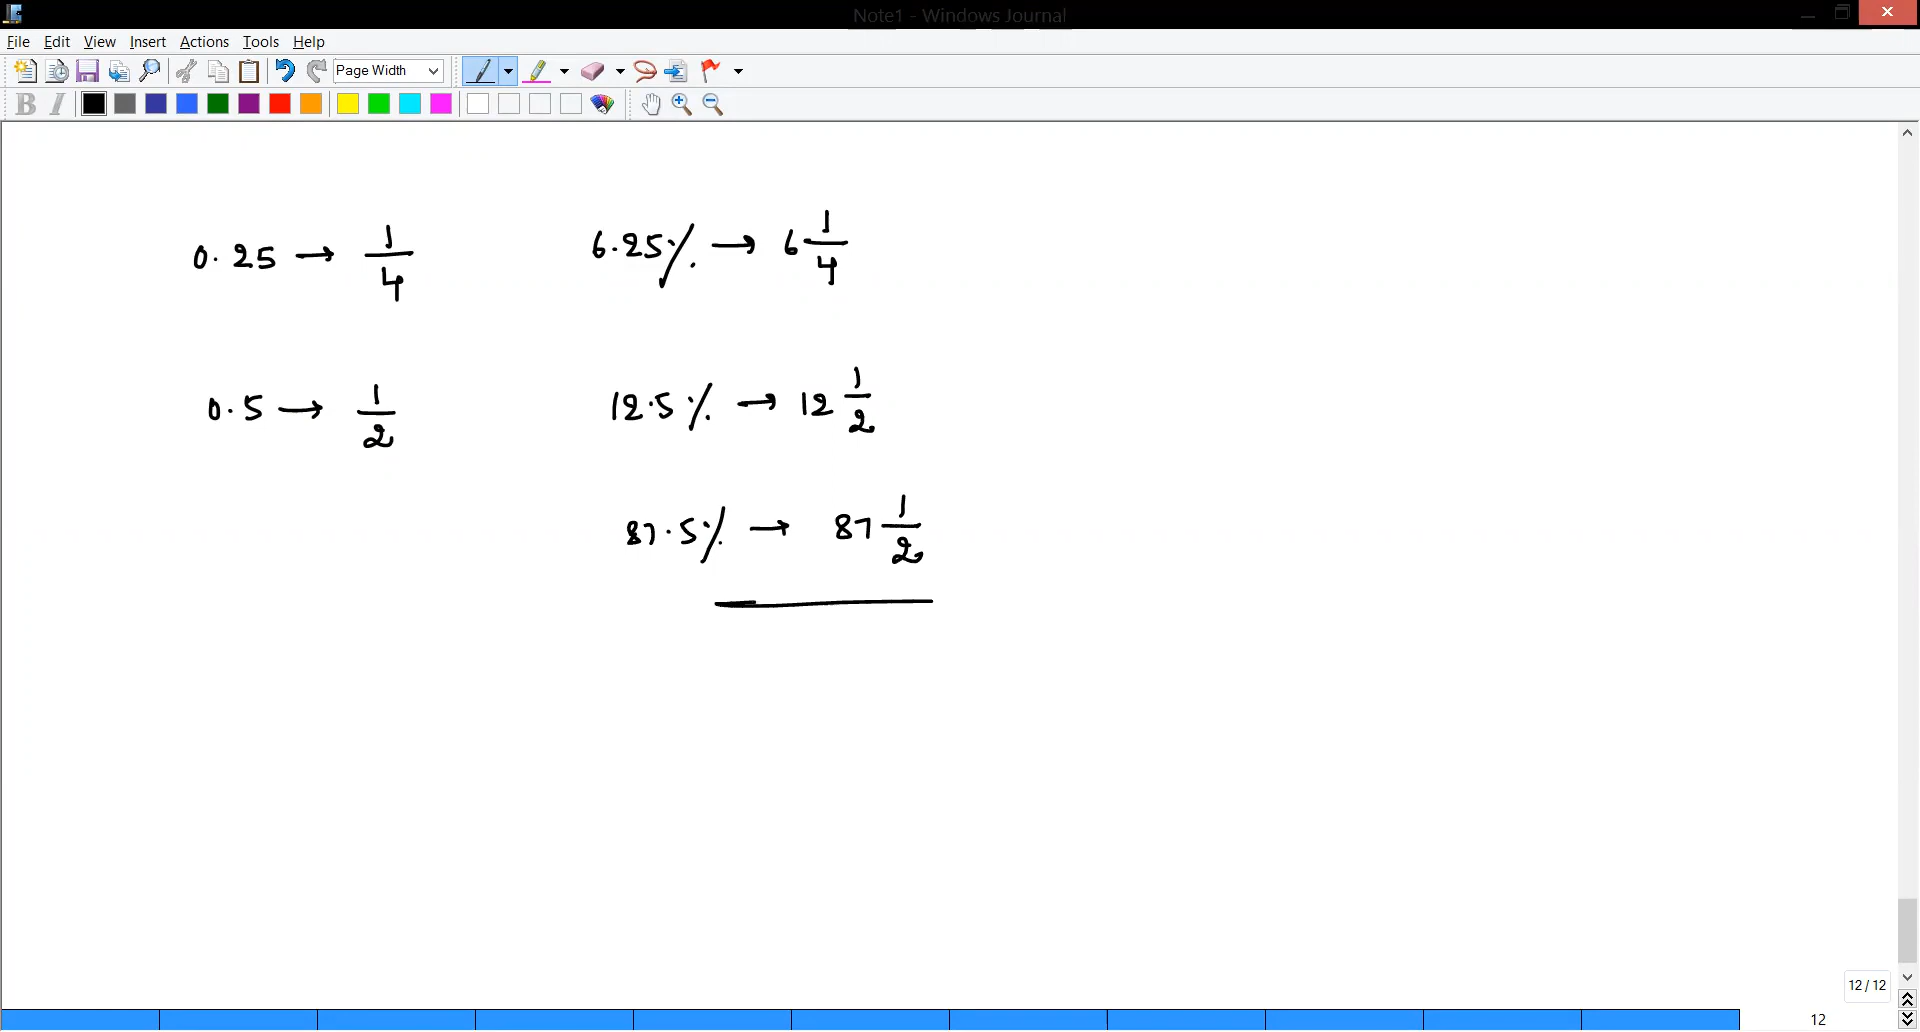 Note1 - Windows Journal
File Edit View Insert Actions Tools Help
Page Width
B I
0.25 → 1/4
6.25% → 6 1/4
0.5 → 1/2
12.5% → 12 1/2
87.5% → 87 1/2
12 / 12
12